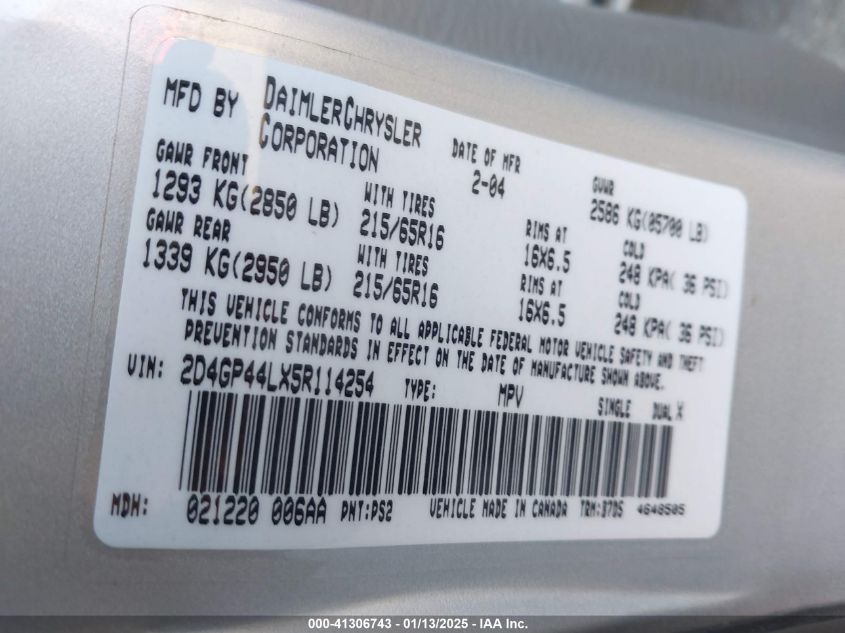 MFD BY DAIMLERCHRYSLER CORPORATION
DATE OF MFR 2-04
GVWR 2586 KG(05700 LB)
GAWR FRONT 1293 KG(2850 LB) WITH TIRES 215/65R16 RIMS AT 16X6.5 COLD 248 KPA( 36 PSI)
GAWR REAR 1339 KG(2950 LB) WITH TIRES 215/65R16 RIMS AT 16X6.5 COLD 248 KPA( 36 PSI)
THIS VEHICLE CONFORMS TO ALL APPLICABLE FEDERAL MOTOR VEHICLE SAFETY AND THEFT
PREVENTION STANDARDS IN EFFECT ON THE DATE OF MANUFACTURE SHOWN ABOVE.
VIN: 2D4GP44LX5R114254 TYPE: MPV SINGLE DUAL X
MDH: 021220 006AA PNT:PS2 VEHICLE MADE IN CANADA TRM:B7D5 4648505
000-41306743 - 01/13/2025 - IAA Inc.